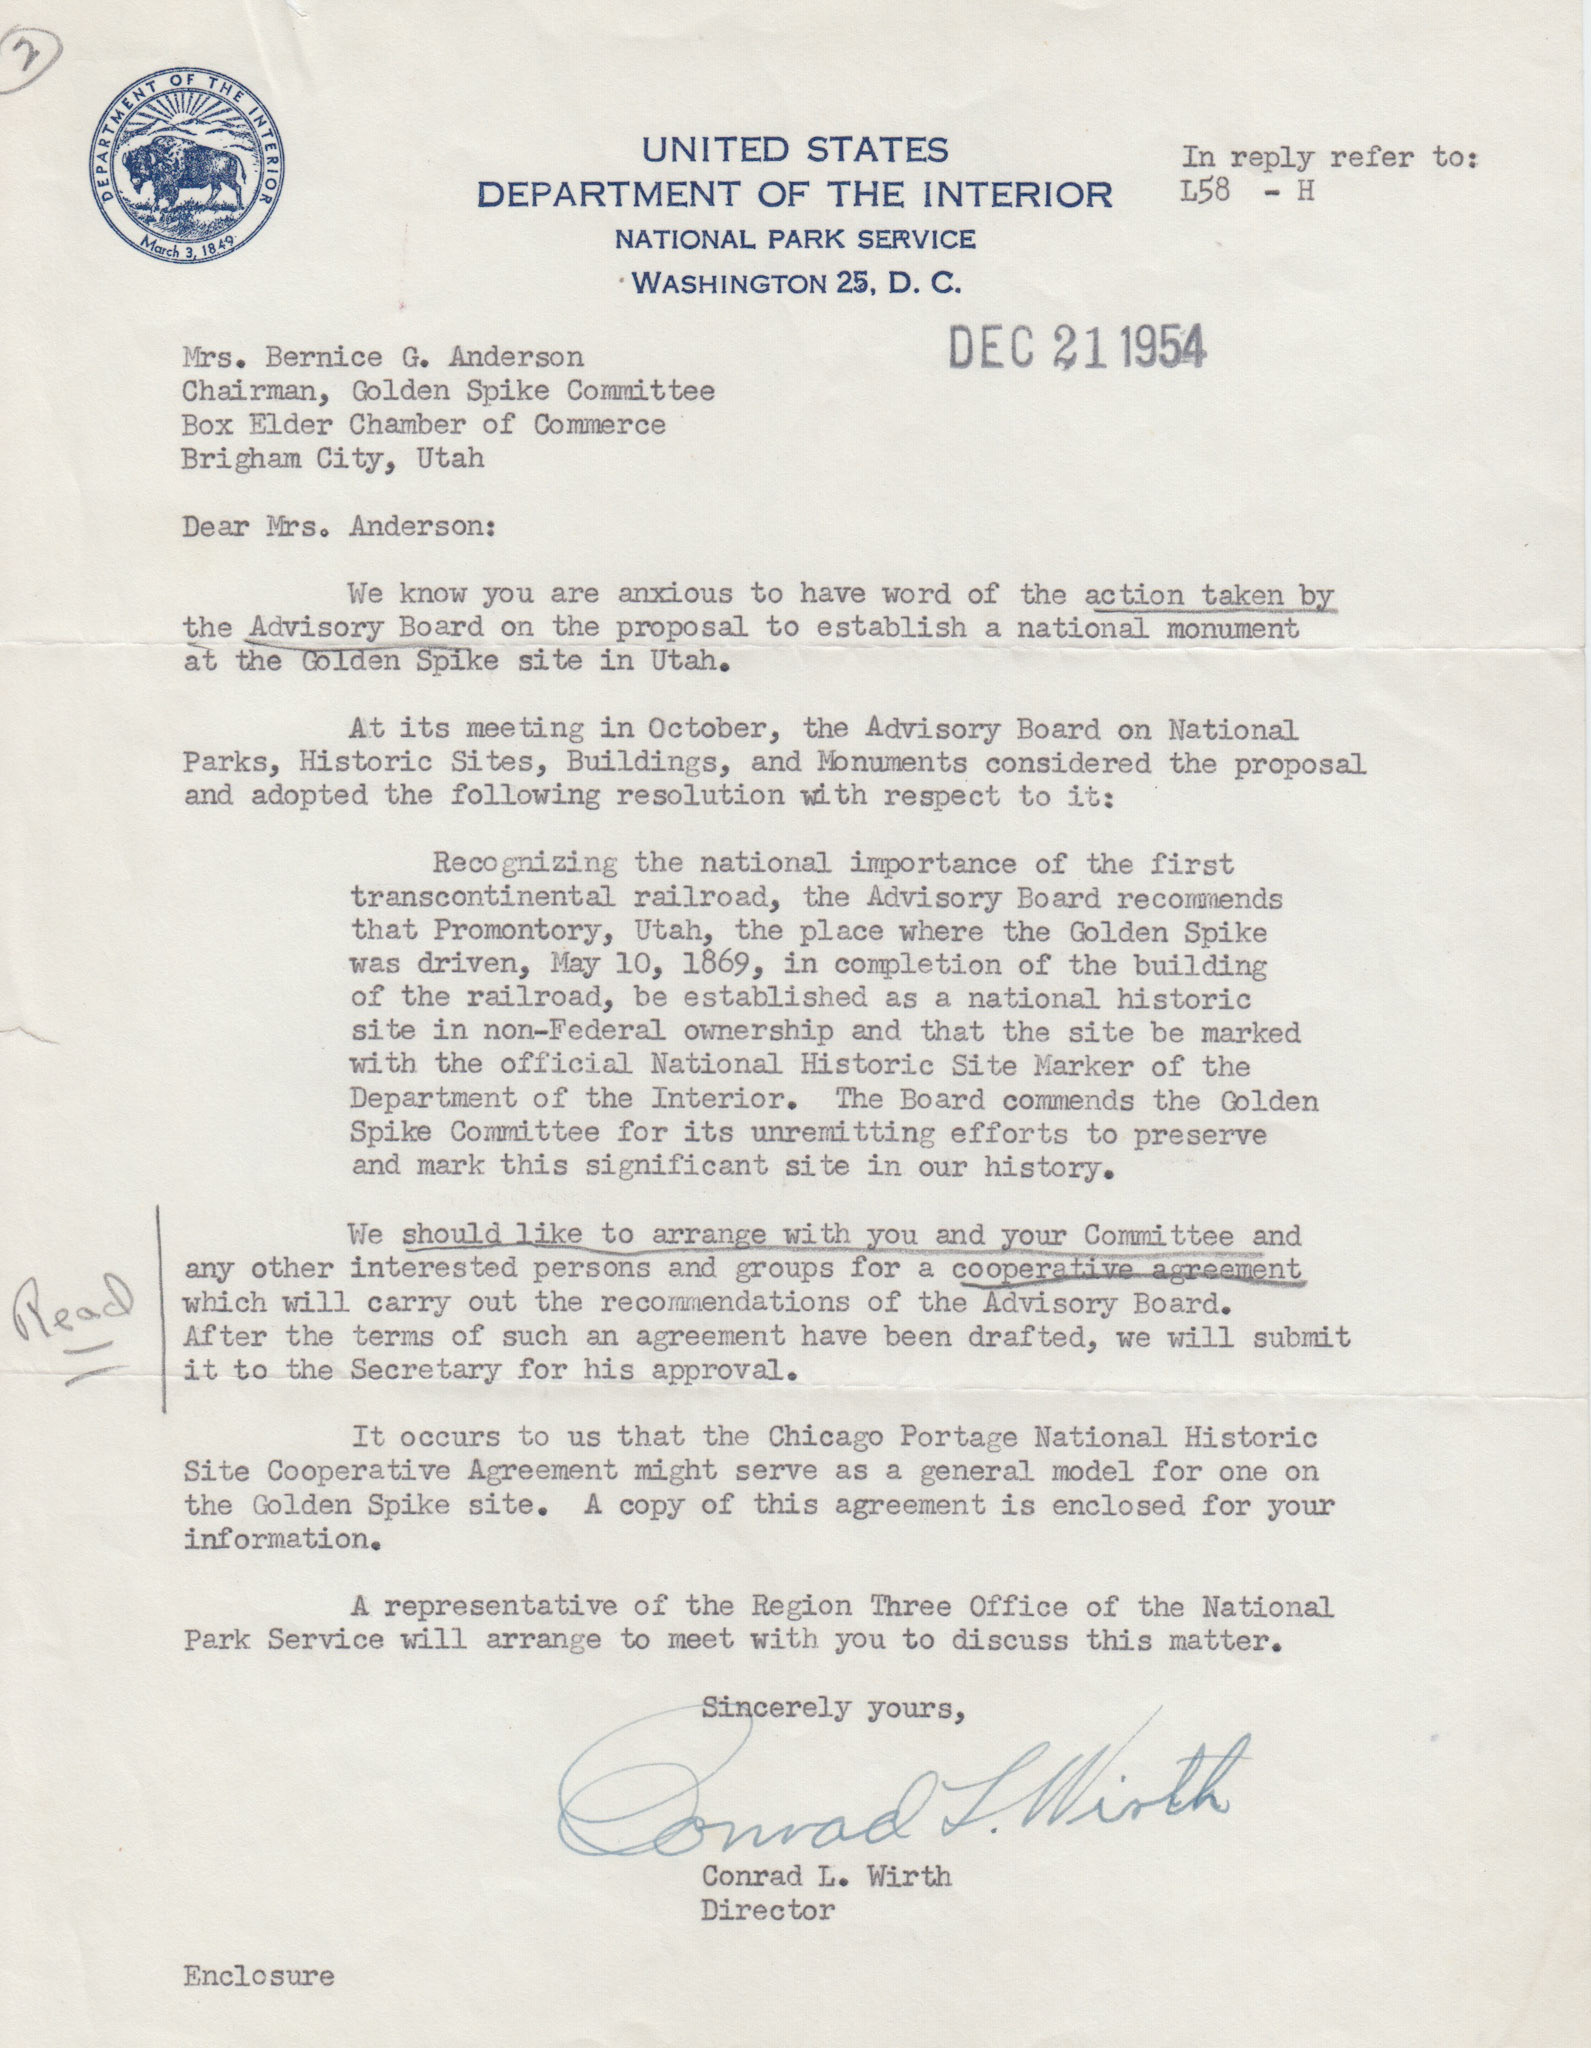 2
DEPARTMENT OF THE INTERIOR
March 3, 1849
UNITED STATES
DEPARTMENT OF THE INTERIOR
NATIONAL PARK SERVICE
WASHINGTON 25, D. C.
In reply refer to:
L58 - H
DEC 21 1954
Mrs. Bernice G. Anderson
Chairman, Golden Spike Committee
Box Elder Chamber of Commerce
Brigham City, Utah
Dear Mrs. Anderson:
We know you are anxious to have word of the action taken by
the Advisory Board on the proposal to establish a national monument
at the Golden Spike site in Utah.
At its meeting in October, the Advisory Board on National
Parks, Historic Sites, Buildings, and Monuments considered the proposal
and adopted the following resolution with respect to it:
Recognizing the national importance of the first
transcontinental railroad, the Advisory Board recommends
that Promontory, Utah, the place where the Golden Spike
was driven, May 10, 1869, in completion of the building
of the railroad, be established as a national historic
site in non-Federal ownership and that the site be marked
with the official National Historic Site Marker of the
Department of the Interior. The Board commends the Golden
Spike Committee for its unremitting efforts to preserve
and mark this significant site in our history.
Read
We should like to arrange with you and your Committee and
any other interested persons and groups for a cooperative agreement
which will carry out the recommendations of the Advisory Board.
After the terms of such an agreement have been drafted, we will submit
it to the Secretary for his approval.
It occurs to us that the Chicago Portage National Historic
Site Cooperative Agreement might serve as a general model for one on
the Golden Spike site. A copy of this agreement is enclosed for your
information.
A representative of the Region Three Office of the National
Park Service will arrange to meet with you to discuss this matter.
Sincerely yours,
Conrad L. Wirth
Conrad L. Wirth
Director
Enclosure